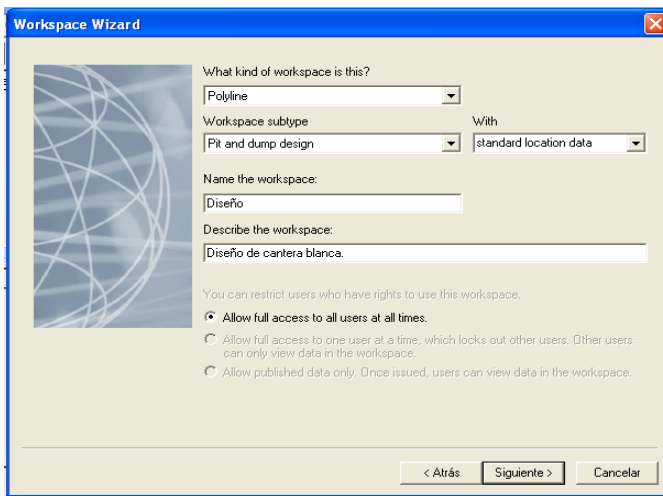 Workspace Wizard
What kind of workspace is this?
Polyline
Workspace subtype With
Pit and dump design standard location data
Name the workspace:
Diseño
Describe the workspace:
Diseño de cantera blanca.
You can restrict users who have rights to use this workspace.
Allow full access to all users at all times.
Allow full access to one user at a time, which locks out other users. Other users
can only view data in the workspace.
Allow published data only. Once issued, users can view data in the workspace.
< Atrás Siguiente > Cancelar